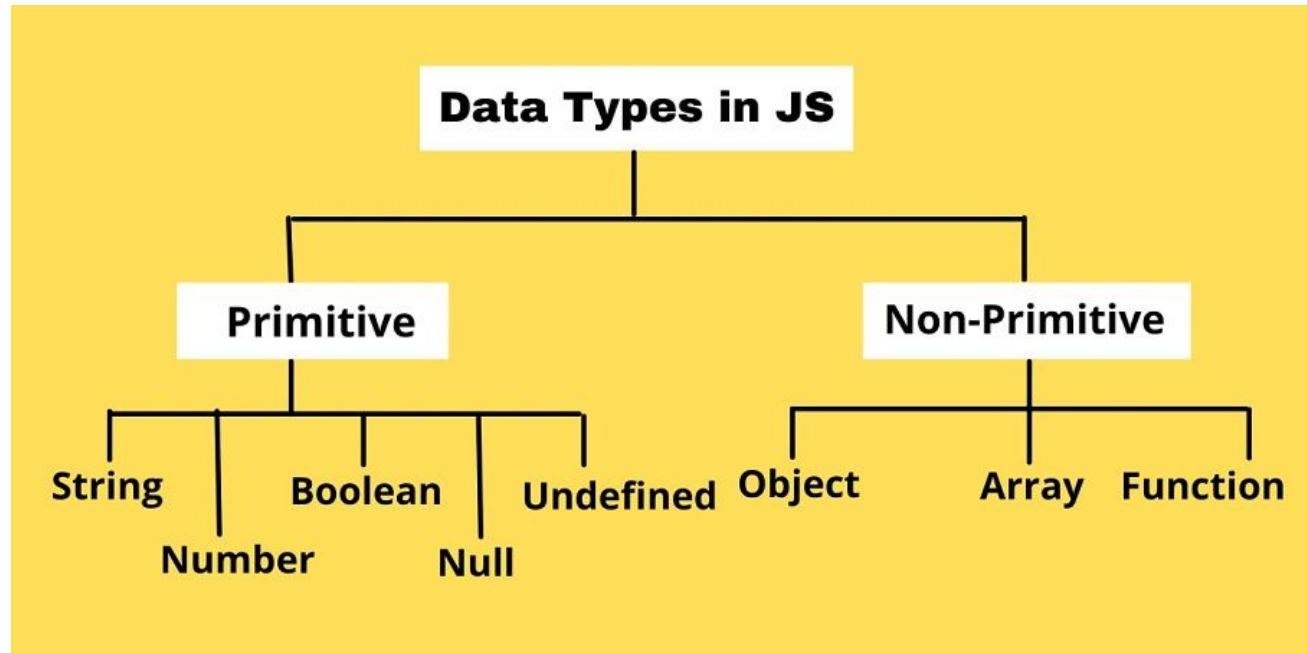 Data Types in JS
Primitive
Non-Primitive
String
Number
Boolean
Null
Undefined
Object
Array
Function